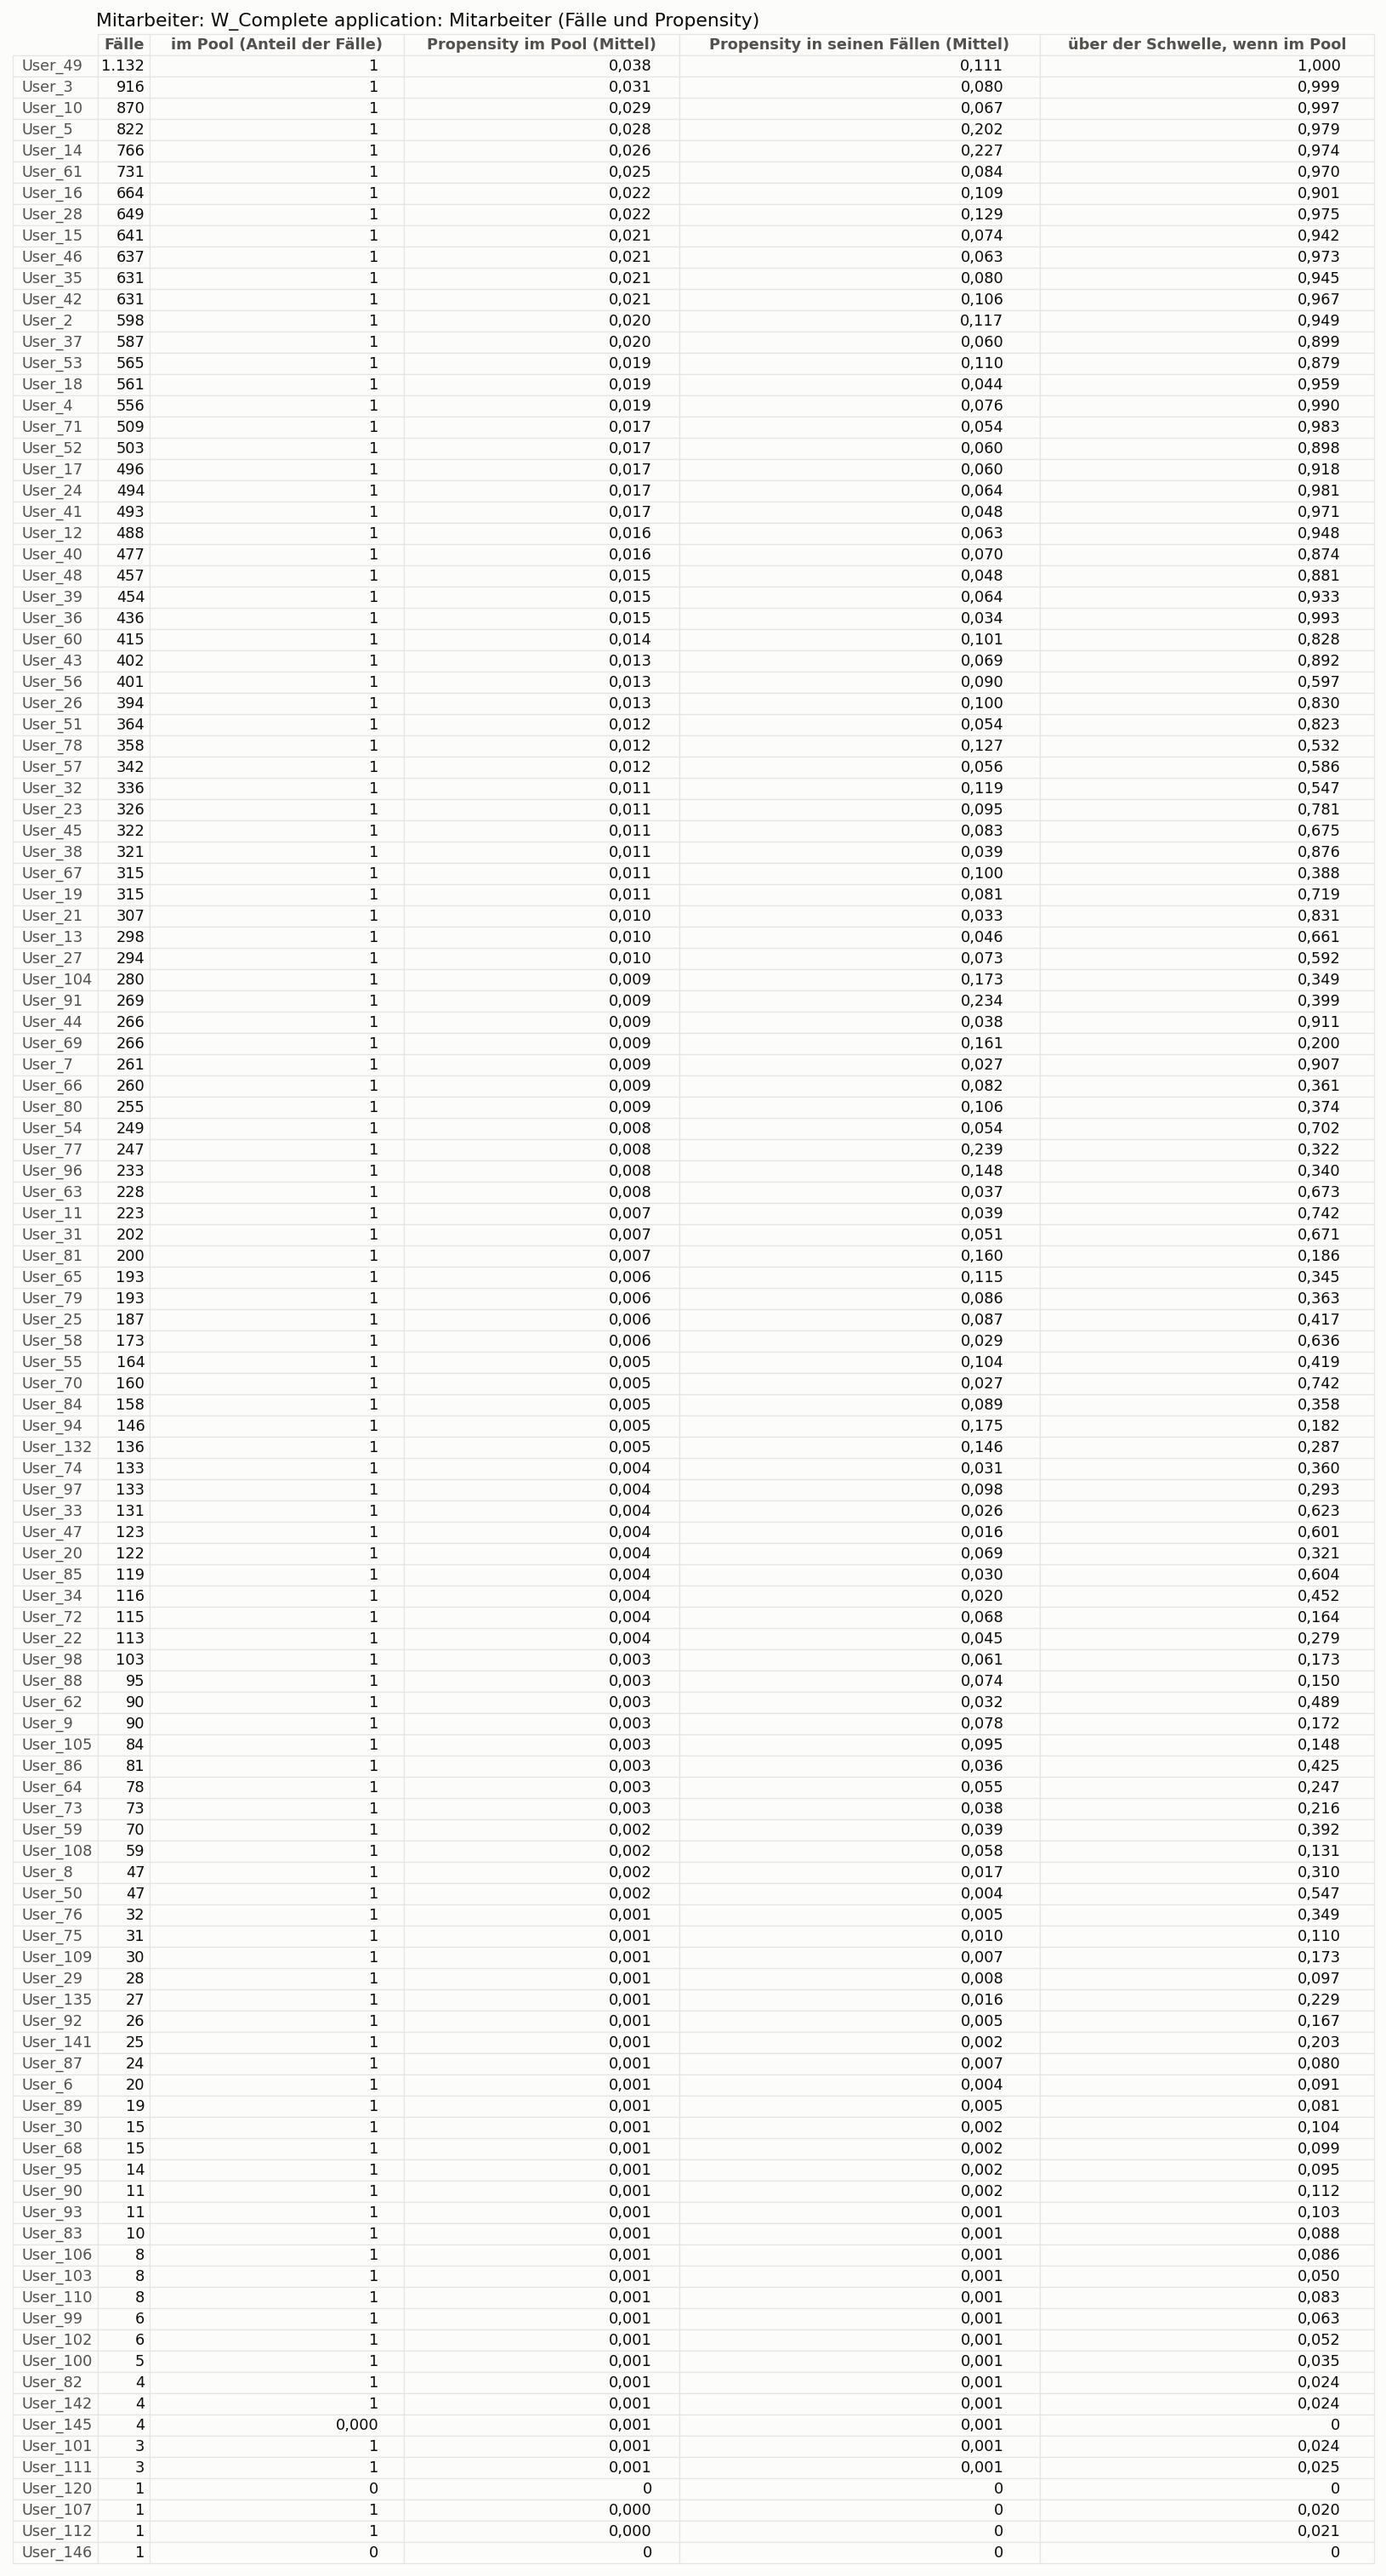 Mitarbeiter: W_Complete application: Mitarbeiter (Fälle und Propensity)
Fälle im Pool (Anteil der Fälle) Propensity im Pool (Mittel) Propensity in seinen Fällen (Mittel) über der Schwelle, wenn im Pool
User_49 1.132 1 0,038 0,111 1,000
User_3 916 1 0,031 0,080 0,999
User_10 870 1 0,029 0,067 0,997
User_5 822 1 0,028 0,202 0,979
User_14 766 1 0,026 0,227 0,974
User_61 731 1 0,025 0,084 0,970
User_16 664 1 0,022 0,109 0,901
User_28 649 1 0,022 0,129 0,975
User_15 641 1 0,021 0,074 0,942
User_46 637 1 0,021 0,063 0,973
User_35 631 1 0,021 0,080 0,945
User_42 631 1 0,021 0,106 0,967
User_2 598 1 0,020 0,117 0,949
User_37 587 1 0,020 0,060 0,899
User_53 565 1 0,019 0,110 0,879
User_18 561 1 0,019 0,044 0,959
User_4 556 1 0,019 0,076 0,990
User_71 509 1 0,017 0,054 0,983
User_52 503 1 0,017 0,060 0,898
User_17 496 1 0,017 0,060 0,918
User_24 494 1 0,017 0,064 0,981
User_41 493 1 0,017 0,048 0,971
User_12 488 1 0,016 0,063 0,948
User_40 477 1 0,016 0,070 0,874
User_48 457 1 0,015 0,048 0,881
User_39 454 1 0,015 0,064 0,933
User_36 436 1 0,015 0,034 0,993
User_60 415 1 0,014 0,101 0,828
User_43 402 1 0,013 0,069 0,892
User_56 401 1 0,013 0,090 0,597
User_26 394 1 0,013 0,100 0,830
User_51 364 1 0,012 0,054 0,823
User_78 358 1 0,012 0,127 0,532
User_57 342 1 0,012 0,056 0,586
User_32 336 1 0,011 0,119 0,547
User_23 326 1 0,011 0,095 0,781
User_45 322 1 0,011 0,083 0,675
User_38 321 1 0,011 0,039 0,876
User_67 315 1 0,011 0,100 0,388
User_19 315 1 0,011 0,081 0,719
User_21 307 1 0,010 0,033 0,831
User_13 298 1 0,010 0,046 0,661
User_27 294 1 0,010 0,073 0,592
User_104 280 1 0,009 0,173 0,349
User_91 269 1 0,009 0,234 0,399
User_44 266 1 0,009 0,038 0,911
User_69 266 1 0,009 0,161 0,200
User_7 261 1 0,009 0,027 0,907
User_66 260 1 0,009 0,082 0,361
User_80 255 1 0,009 0,106 0,374
User_54 249 1 0,008 0,054 0,702
User_77 247 1 0,008 0,239 0,322
User_96 233 1 0,008 0,148 0,340
User_63 228 1 0,008 0,037 0,673
User_11 223 1 0,007 0,039 0,742
User_31 202 1 0,007 0,051 0,671
User_81 200 1 0,007 0,160 0,186
User_65 193 1 0,006 0,115 0,345
User_79 193 1 0,006 0,086 0,363
User_25 187 1 0,006 0,087 0,417
User_58 173 1 0,006 0,029 0,636
User_55 164 1 0,005 0,104 0,419
User_70 160 1 0,005 0,027 0,742
User_84 158 1 0,005 0,089 0,358
User_94 146 1 0,005 0,175 0,182
User_132 136 1 0,005 0,146 0,287
User_74 133 1 0,004 0,031 0,360
User_97 133 1 0,004 0,098 0,293
User_33 131 1 0,004 0,026 0,623
User_47 123 1 0,004 0,016 0,601
User_20 122 1 0,004 0,069 0,321
User_85 119 1 0,004 0,030 0,604
User_34 116 1 0,004 0,020 0,452
User_72 115 1 0,004 0,068 0,164
User_22 113 1 0,004 0,045 0,279
User_98 103 1 0,003 0,061 0,173
User_88 95 1 0,003 0,074 0,150
User_62 90 1 0,003 0,032 0,489
User_9 90 1 0,003 0,078 0,172
User_105 84 1 0,003 0,095 0,148
User_86 81 1 0,003 0,036 0,425
User_64 78 1 0,003 0,055 0,247
User_73 73 1 0,003 0,038 0,216
User_59 70 1 0,002 0,039 0,392
User_108 59 1 0,002 0,058 0,131
User_8 47 1 0,002 0,017 0,310
User_50 47 1 0,002 0,004 0,547
User_76 32 1 0,001 0,005 0,349
User_75 31 1 0,001 0,010 0,110
User_109 30 1 0,001 0,007 0,173
User_29 28 1 0,001 0,008 0,097
User_135 27 1 0,001 0,016 0,229
User_92 26 1 0,001 0,005 0,167
User_141 25 1 0,001 0,002 0,203
User_87 24 1 0,001 0,007 0,080
User_6 20 1 0,001 0,004 0,091
User_89 19 1 0,001 0,005 0,081
User_30 15 1 0,001 0,002 0,104
User_68 15 1 0,001 0,002 0,099
User_95 14 1 0,001 0,002 0,095
User_90 11 1 0,001 0,002 0,112
User_93 11 1 0,001 0,001 0,103
User_83 10 1 0,001 0,001 0,088
User_106 8 1 0,001 0,001 0,086
User_103 8 1 0,001 0,001 0,050
User_110 8 1 0,001 0,001 0,083
User_99 6 1 0,001 0,001 0,063
User_102 6 1 0,001 0,001 0,052
User_100 5 1 0,001 0,001 0,035
User_82 4 1 0,001 0,001 0,024
User_142 4 1 0,001 0,001 0,024
User_145 4 0,000 0,001 0,001 0
User_101 3 1 0,001 0,001 0,024
User_111 3 1 0,001 0,001 0,025
User_120 1 0 0 0 0
User_107 1 1 0,000 0 0,020
User_112 1 1 0,000 0 0,021
User_146 1 0 0 0 0